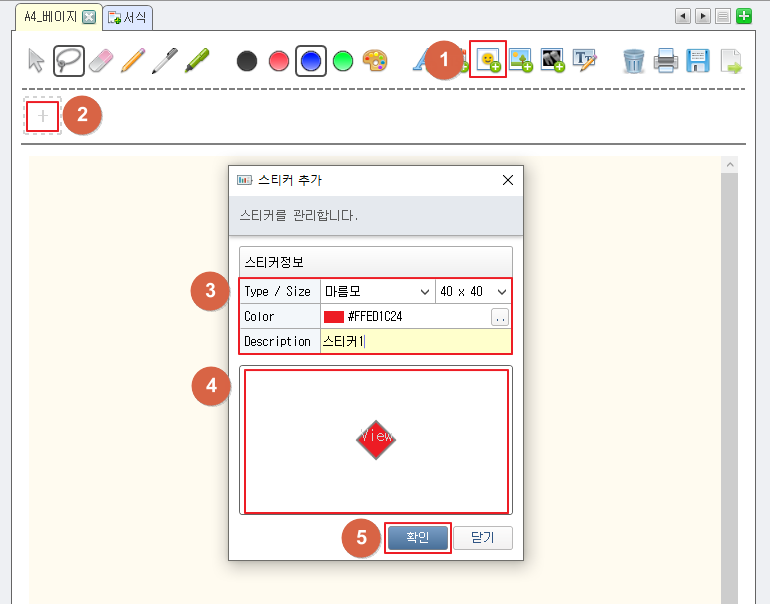 A4_베이지
서식
1
2
스티커 추가
스티커를 관리합니다.
스티커정보
3
Type / Size 마름모 40 x 40
Color #FFED1C24 ..
Description 스티커1
4
View
5 확인 닫기